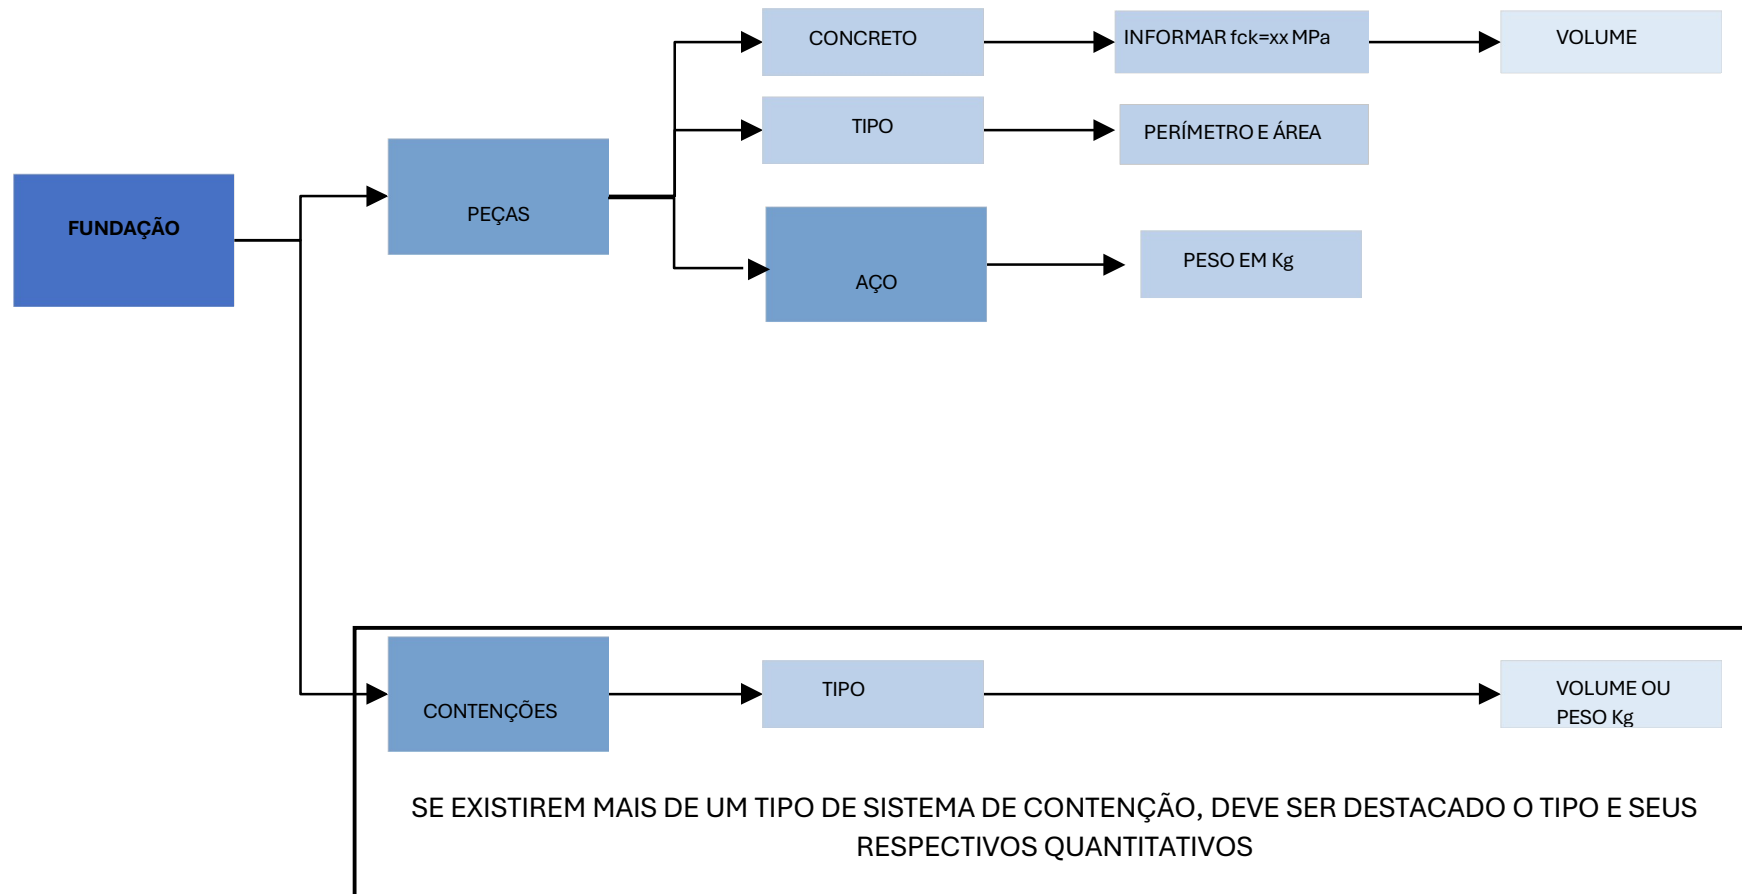 CONCRETO
INFORMAR fck=xx MPa
VOLUME
TIPO
PERÍMETRO E ÁREA
PEÇAS
FUNDAÇÃO
AÇO
PESO EM Kg
CONTENÇÕES
TIPO
VOLUME OU
PESO Kg
SE EXISTIREM MAIS DE UM TIPO DE SISTEMA DE CONTENÇÃO, DEVE SER DESTACADO O TIPO E SEUS
RESPECTIVOS QUANTITATIVOS